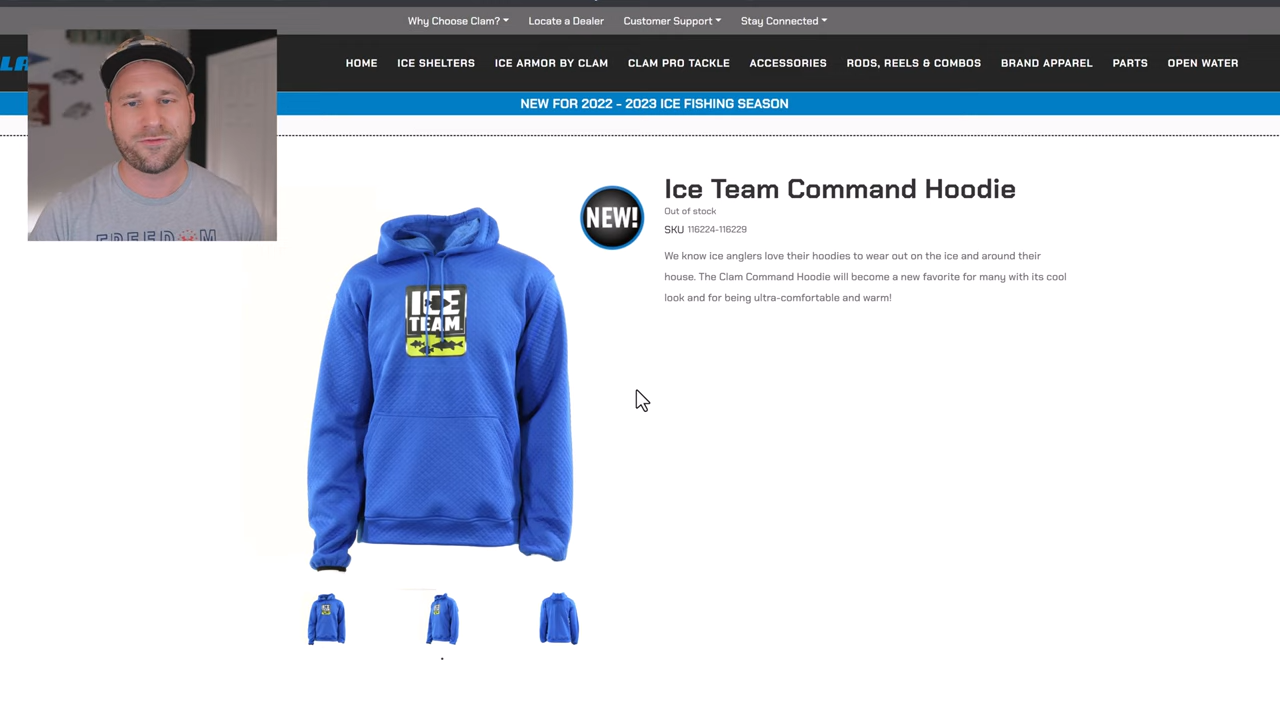 Why Choose Clam? Locate a Dealer Customer Support Stay Connected
HOME ICE SHELTERS ICE ARMOR BY CLAM CLAM PRO TACKLE ACCESSORIES RODS, REELS & COMBOS BRAND APPAREL PARTS OPEN WATER
NEW FOR 2022 - 2023 ICE FISHING SEASON
NEW!
Ice Team Command Hoodie
Out of stock
SKU 116224-116229
We know ice anglers love their hoodies to wear out on the ice and around their
house. The Clam Command Hoodie will become a new favorite for many with its cool
look and for being ultra-comfortable and warm!
ICE
TEAM.